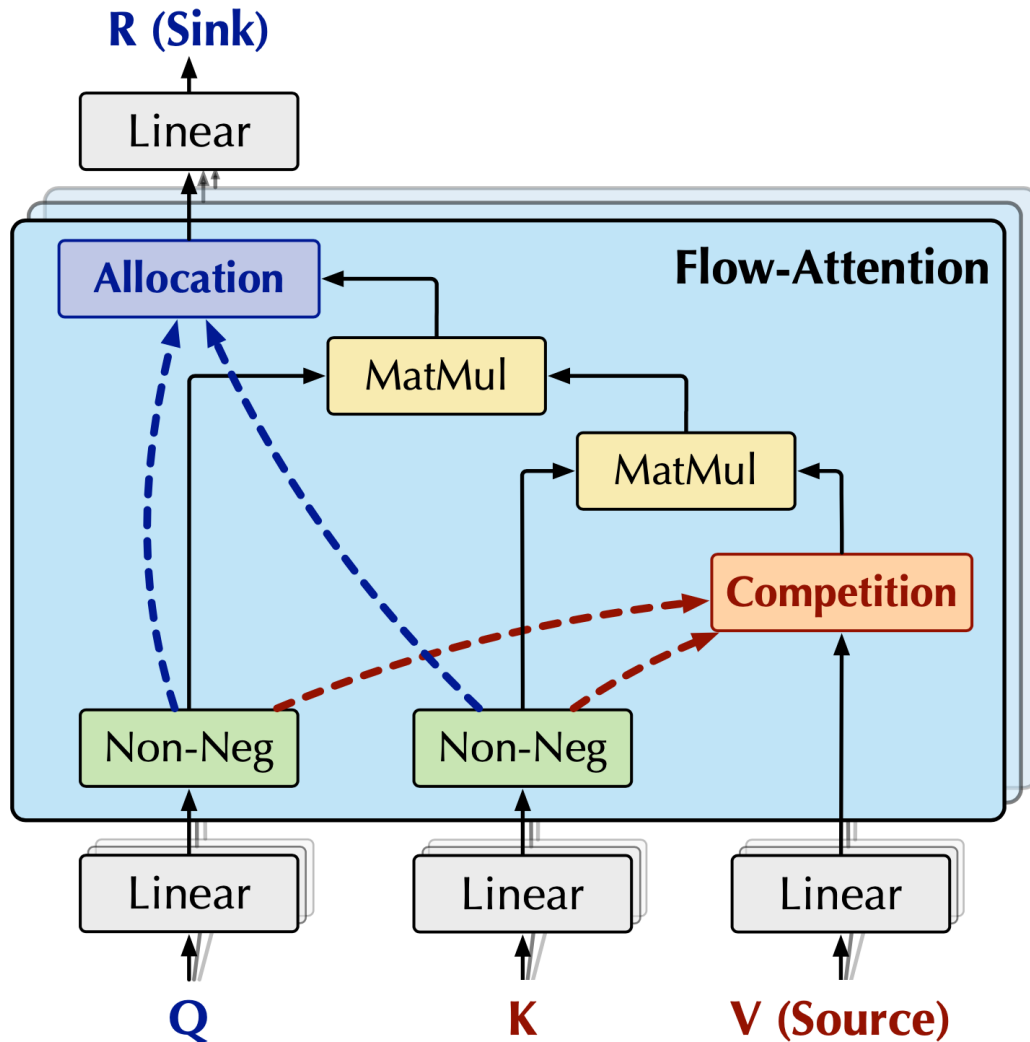 R (Sink)
Linear
Allocation
Flow-Attention
MatMul
MatMul
Competition
Non-Neg
Non-Neg
Linear
Linear
Linear
Q
K
V (Source)